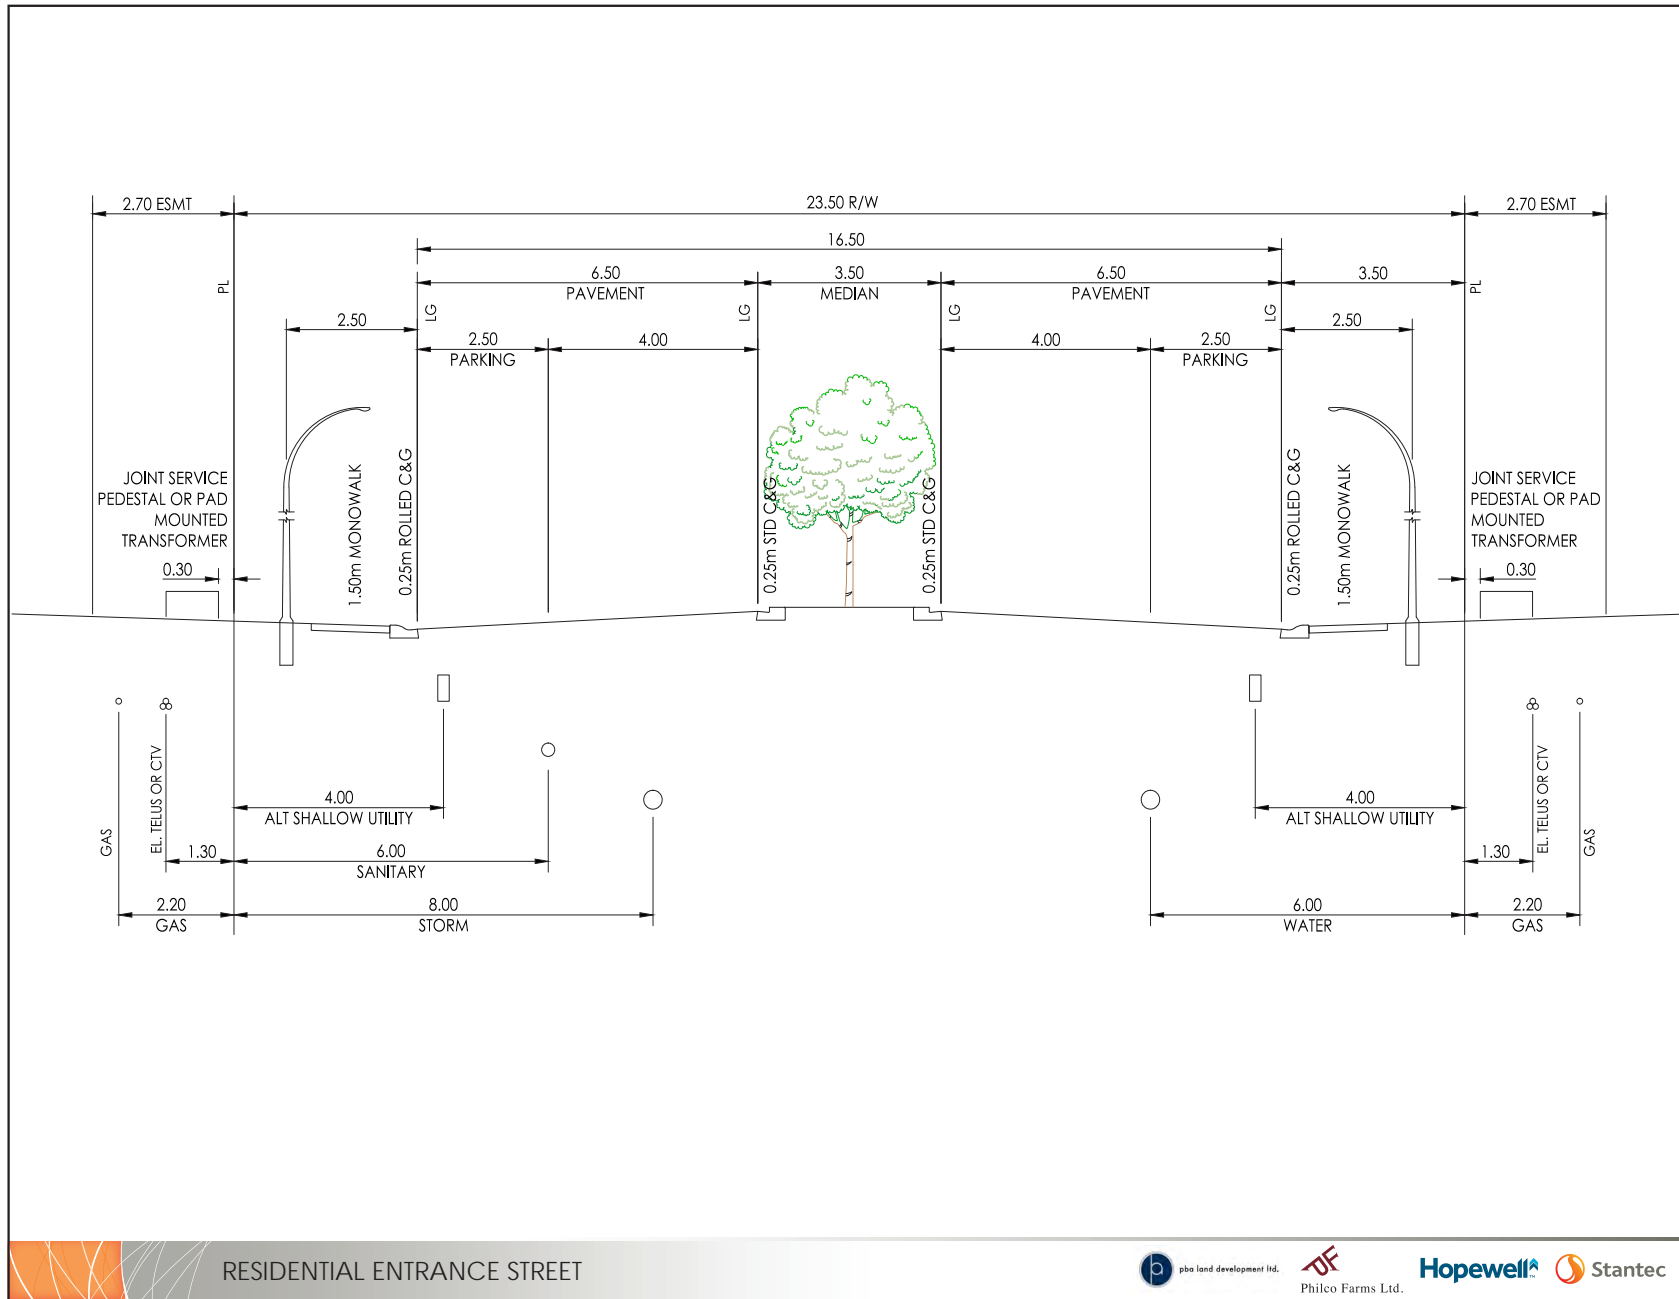 2.70 ESMT
23.50 R/W
2.70 ESMT
16.50
6.50
PAVEMENT
3.50
MEDIAN
6.50
PAVEMENT
3.50
PL
PL
LG
LG
LG
LG
2.50
2.50
PARKING
4.00
4.00
2.50
PARKING
2.50
JOINT SERVICE
PEDESTAL OR PAD
MOUNTED
TRANSFORMER
0.30
1.50m MONOWALK
0.25m ROLLED C&G
0.25m STD C&G
0.25m STD C&G
0.25m ROLLED C&G
1.50m MONOWALK
JOINT SERVICE
PEDESTAL OR PAD
MOUNTED
TRANSFORMER
0.30
GAS
EL. TELUS OR CTV
4.00
ALT SHALLOW UTILITY
4.00
ALT SHALLOW UTILITY
EL. TELUS OR CTV
GAS
1.30
6.00
SANITARY
1.30
2.20
GAS
8.00
STORM
6.00
WATER
2.20
GAS
RESIDENTIAL ENTRANCE STREET
pba land development ltd.
Philco Farms Ltd.
Hopewell
Stantec